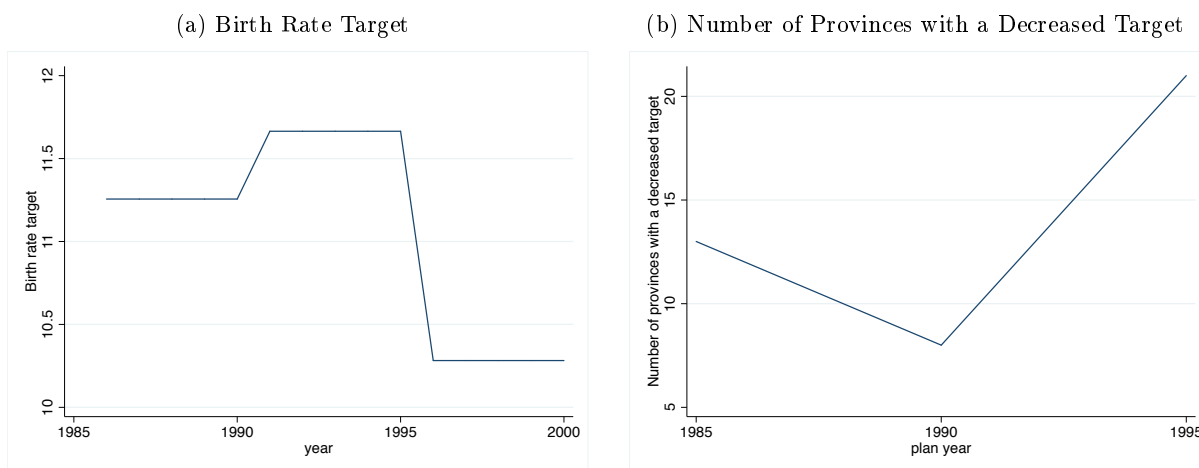 (a) Birth Rate Target
Birth rate target
12
11.5
11
10.5
10
1985 1990 1995 2000
year
(b) Number of Provinces with a Decreased Target
Number of provinces with a decreased target
20
15
10
5
1985 1990 1995
plan year